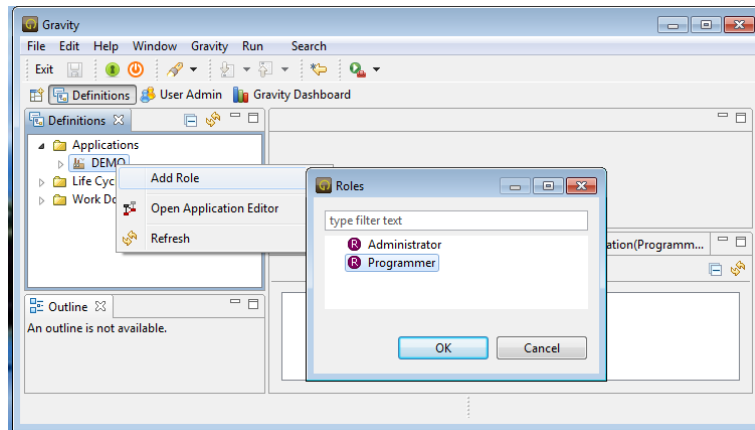 Gravity
File Edit Help Window Gravity Run Search
Exit
Definitions User Admin Gravity Dashboard
Definitions
Applications
DEMO
Life Cyc
Work Do
Add Role
Open Application Editor
Refresh
Roles
type filter text
R Administrator
R Programmer
OK Cancel
ation(Programm...
Outline
An outline is not available.